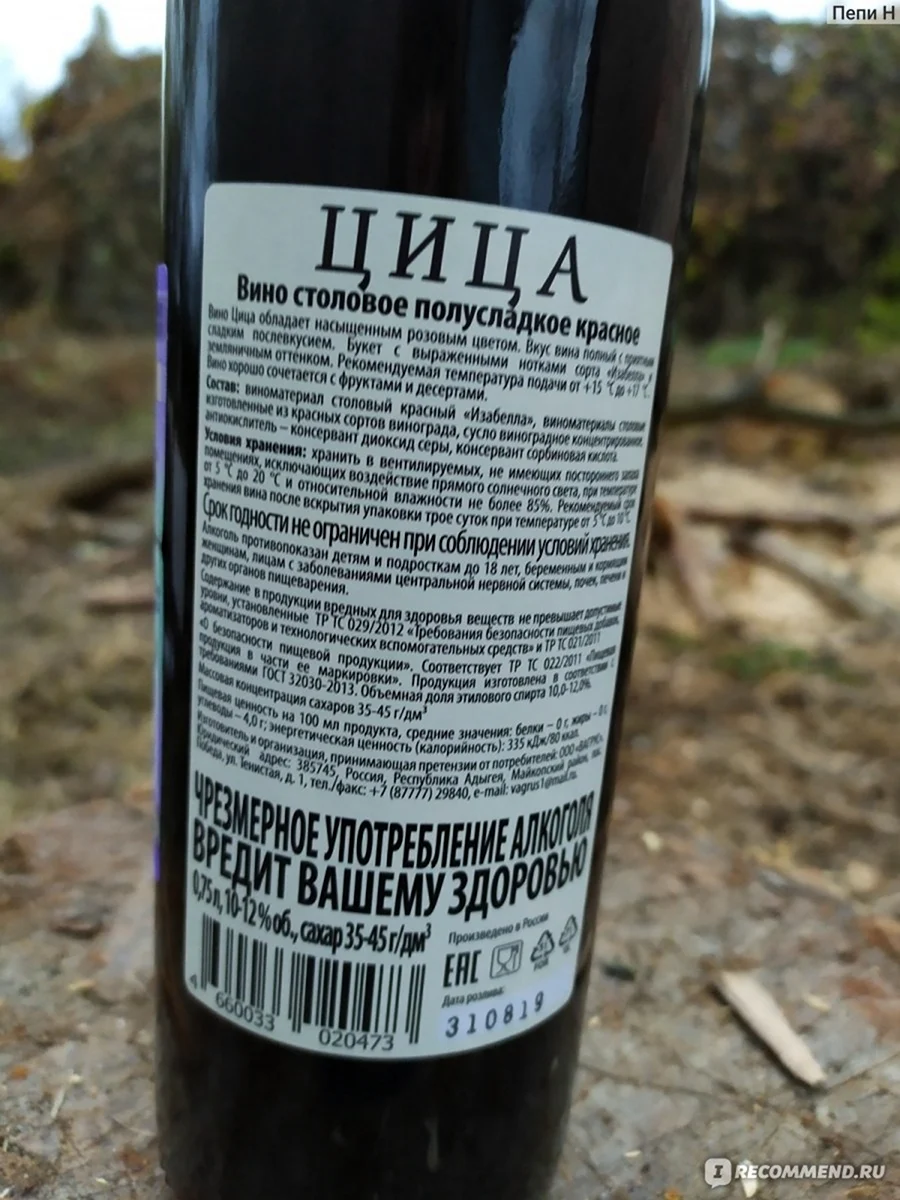 Пепи Н
ЦИЦА
Вино столовое полусладкое красное
Вино Цица обладает насыщенным розовым цветом. Вкус вина полный с приятным
сладким послевкусием. Букет с выраженными нотками сорта «Изабелла» и
земляничным оттенком. Рекомендуемая температура подачи от +15 °С до +17 °С.
Вино хорошо сочетается с фруктами и десертами.
Состав: виноматериал столовый красный «Изабелла», виноматериалы столовые
изготовленные из красных сортов винограда, сусло виноградное концентрированное,
антиокислитель – консервант диоксид серы, консервант сорбиновая кислота.
Условия хранения: хранить в вентилируемых, не имеющих постороннего запаха
помещениях, исключающих воздействие прямого солнечного света, при температуре
от 5 °С до 20 °С и относительной влажности не более 85%. Рекомендуемый срок
хранения вина после вскрытия упаковки трое суток при температуре от 5 °С до 10 °С.
Срок годности не ограничен при соблюдении условий хранения.
Алкоголь противопоказан детям и подросткам до 18 лет, беременным и кормящим
женщинам, лицам с заболеваниями центральной нервной системы, почек, печени и
других органов пищеварения.
Содержание в продукции вредных для здоровья веществ не превышает допустимые
уровни, установленные ТР ТС 029/2012 «Требования безопасности пищевых добавок,
ароматизаторов и технологических вспомогательных средств» и ТР ТС 021/2011
«О безопасности пищевой продукции». Соответствует ТР ТС 022/2011 «Пищевая
продукция в части ее маркировки». Продукция изготовлена в соответствии с
требованиями ГОСТ 32030-2013. Объемная доля этилового спирта 10,0-12,0%.
Массовая концентрация сахаров 35-45 г/дм³
Пищевая ценность на 100 мл продукта, средние значения: белки – 0 г, жиры – 0 г,
углеводы – 4,0 г; энергетическая ценность (калорийность): 335 кДж/80 ккал.
Изготовитель и организация, принимающая претензии от потребителей: ООО «ВАГРУС»
Юридический адрес: 385745, Россия, Республика Адыгея, Майкопский район, пос.
Победа, ул. Тенистая, д. 1, тел./факс: +7 (87777) 29840, e-mail: vagrus1@mail.ru.
ЧРЕЗМЕРНОЕ УПОТРЕБЛЕНИЕ АЛКОГОЛЯ
ВРЕДИТ ВАШЕМУ ЗДОРОВЬЮ
0,75 л, 10-12 % об., сахар 35-45 г/дм³
Произведено в России
EAC
Дата розлива:
310819
4 660033 020473
IRECOMMEND.RU